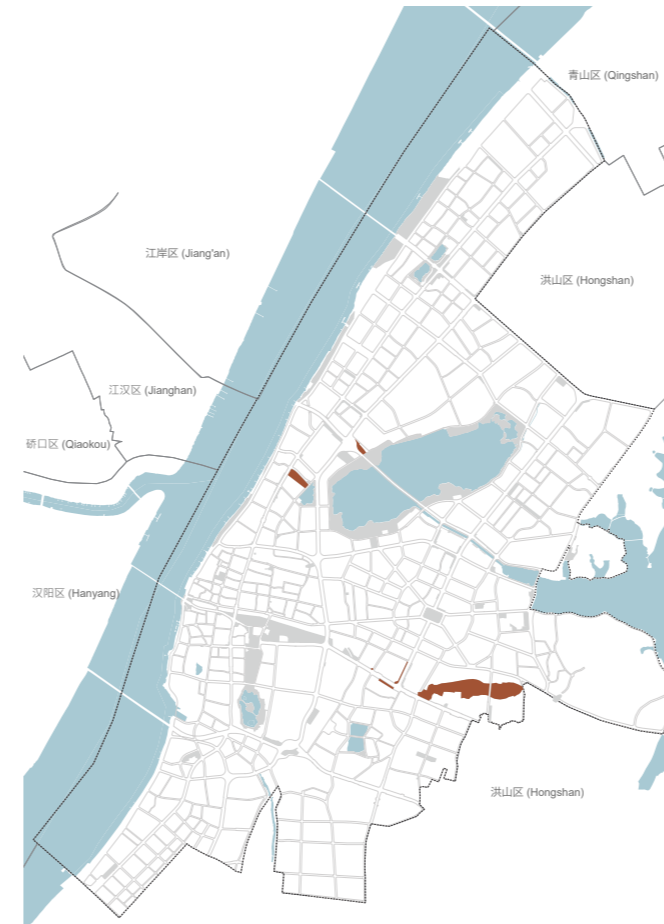 青山区 (Qingshan)
江岸区 (Jiang'an)
洪山区 (Hongshan)
江汉区 (Jianghan)
硚口区 (Qiaokou)
汉阳区 (Hanyang)
洪山区 (Hongshan)